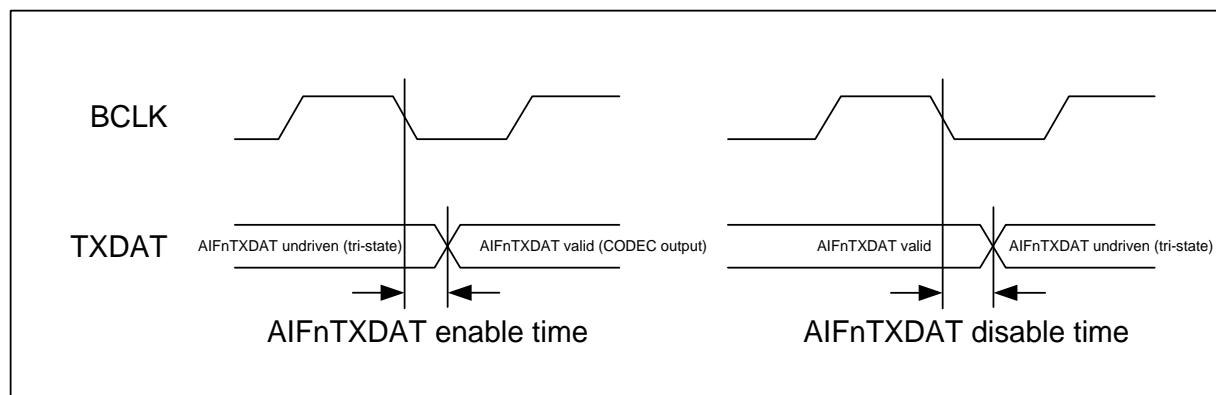 BCLK
TXDAT
AIFnTXDAT undriven (tri-state)
AIFnTXDAT valid (CODEC output)
AIFnTXDAT valid
AIFnTXDAT undriven (tri-state)
AIFnTXDAT enable time
AIFnTXDAT disable time